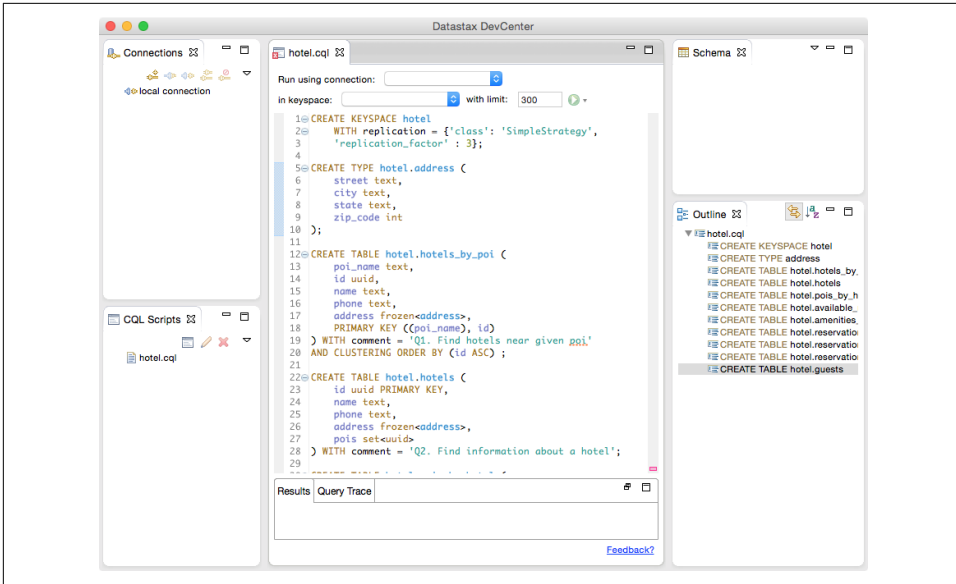 Datastax DevCenter
Connections
local connection
CQL Scripts
hotel.cql
hotel.cql
Run using connection:
in keyspace: with limit: 300
1 CREATE KEYSPACE hotel
2 WITH replication = {'class': 'SimpleStrategy',
3 'replication_factor' : 3};
4
5 CREATE TYPE hotel.address (
6 street text,
7 city text,
8 state text,
9 zip_code int
10 );
11
12 CREATE TABLE hotel.hotels_by_poi (
13 poi_name text,
14 id uuid,
15 name text,
16 phone text,
17 address frozen<address>,
18 PRIMARY KEY ((poi_name), id)
19 ) WITH comment = 'Q1. Find hotels near given poi'
20 AND CLUSTERING ORDER BY (id ASC) ;
21
22 CREATE TABLE hotel.hotels (
23 id uuid PRIMARY KEY,
24 name text,
25 phone text,
26 address frozen<address>,
27 pois set<uuid>
28 ) WITH comment = 'Q2. Find information about a hotel';
29
Results Query Trace
Feedback?
Schema
Outline
hotel.cql
CREATE KEYSPACE hotel
CREATE TYPE address
CREATE TABLE hotel.hotels_by_
CREATE TABLE hotel.hotels
CREATE TABLE hotel.pois_by_h
CREATE TABLE hotel.available_
CREATE TABLE hotel.amenities_
CREATE TABLE hotel.reservatio
CREATE TABLE hotel.reservatio
CREATE TABLE hotel.reservatio
CREATE TABLE hotel.guests